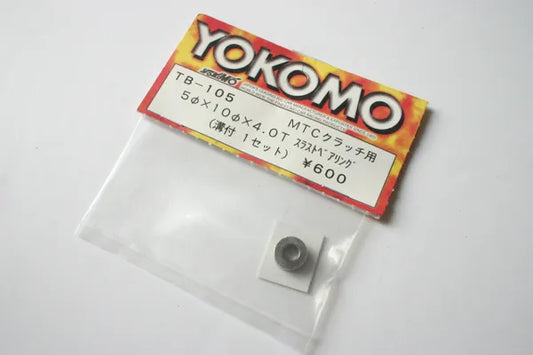 YOKOMO
YOKOMO
TB-105 MTCクラッチ用
5φ×10φ×4.0T スラストベアリング
(溝付 1セット) ¥600